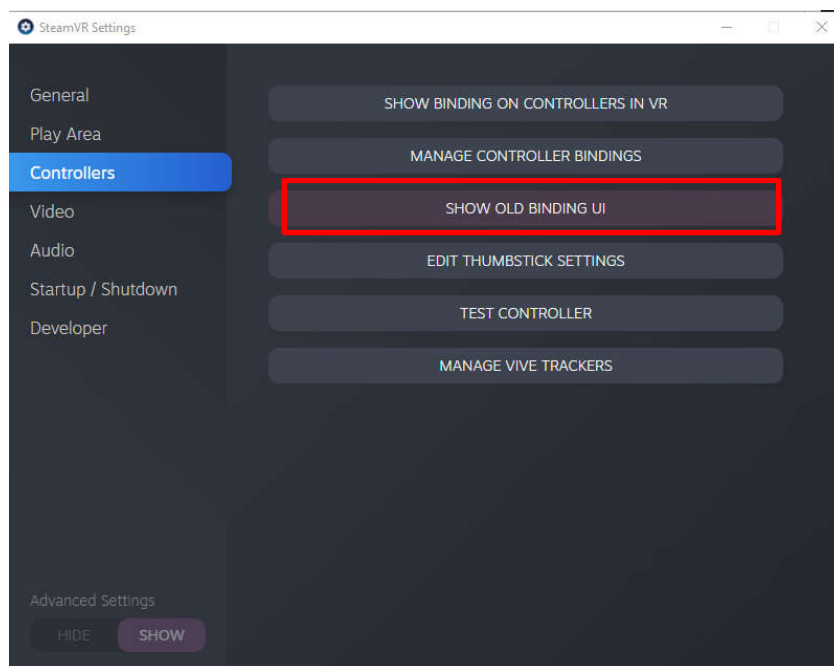 SteamVR Settings
General
Play Area
Controllers
Video
Audio
Startup / Shutdown
Developer
SHOW BINDING ON CONTROLLERS IN VR
MANAGE CONTROLLER BINDINGS
SHOW OLD BINDING UI
EDIT THUMBSTICK SETTINGS
TEST CONTROLLER
MANAGE VIVE TRACKERS
Advanced Settings
HIDE SHOW